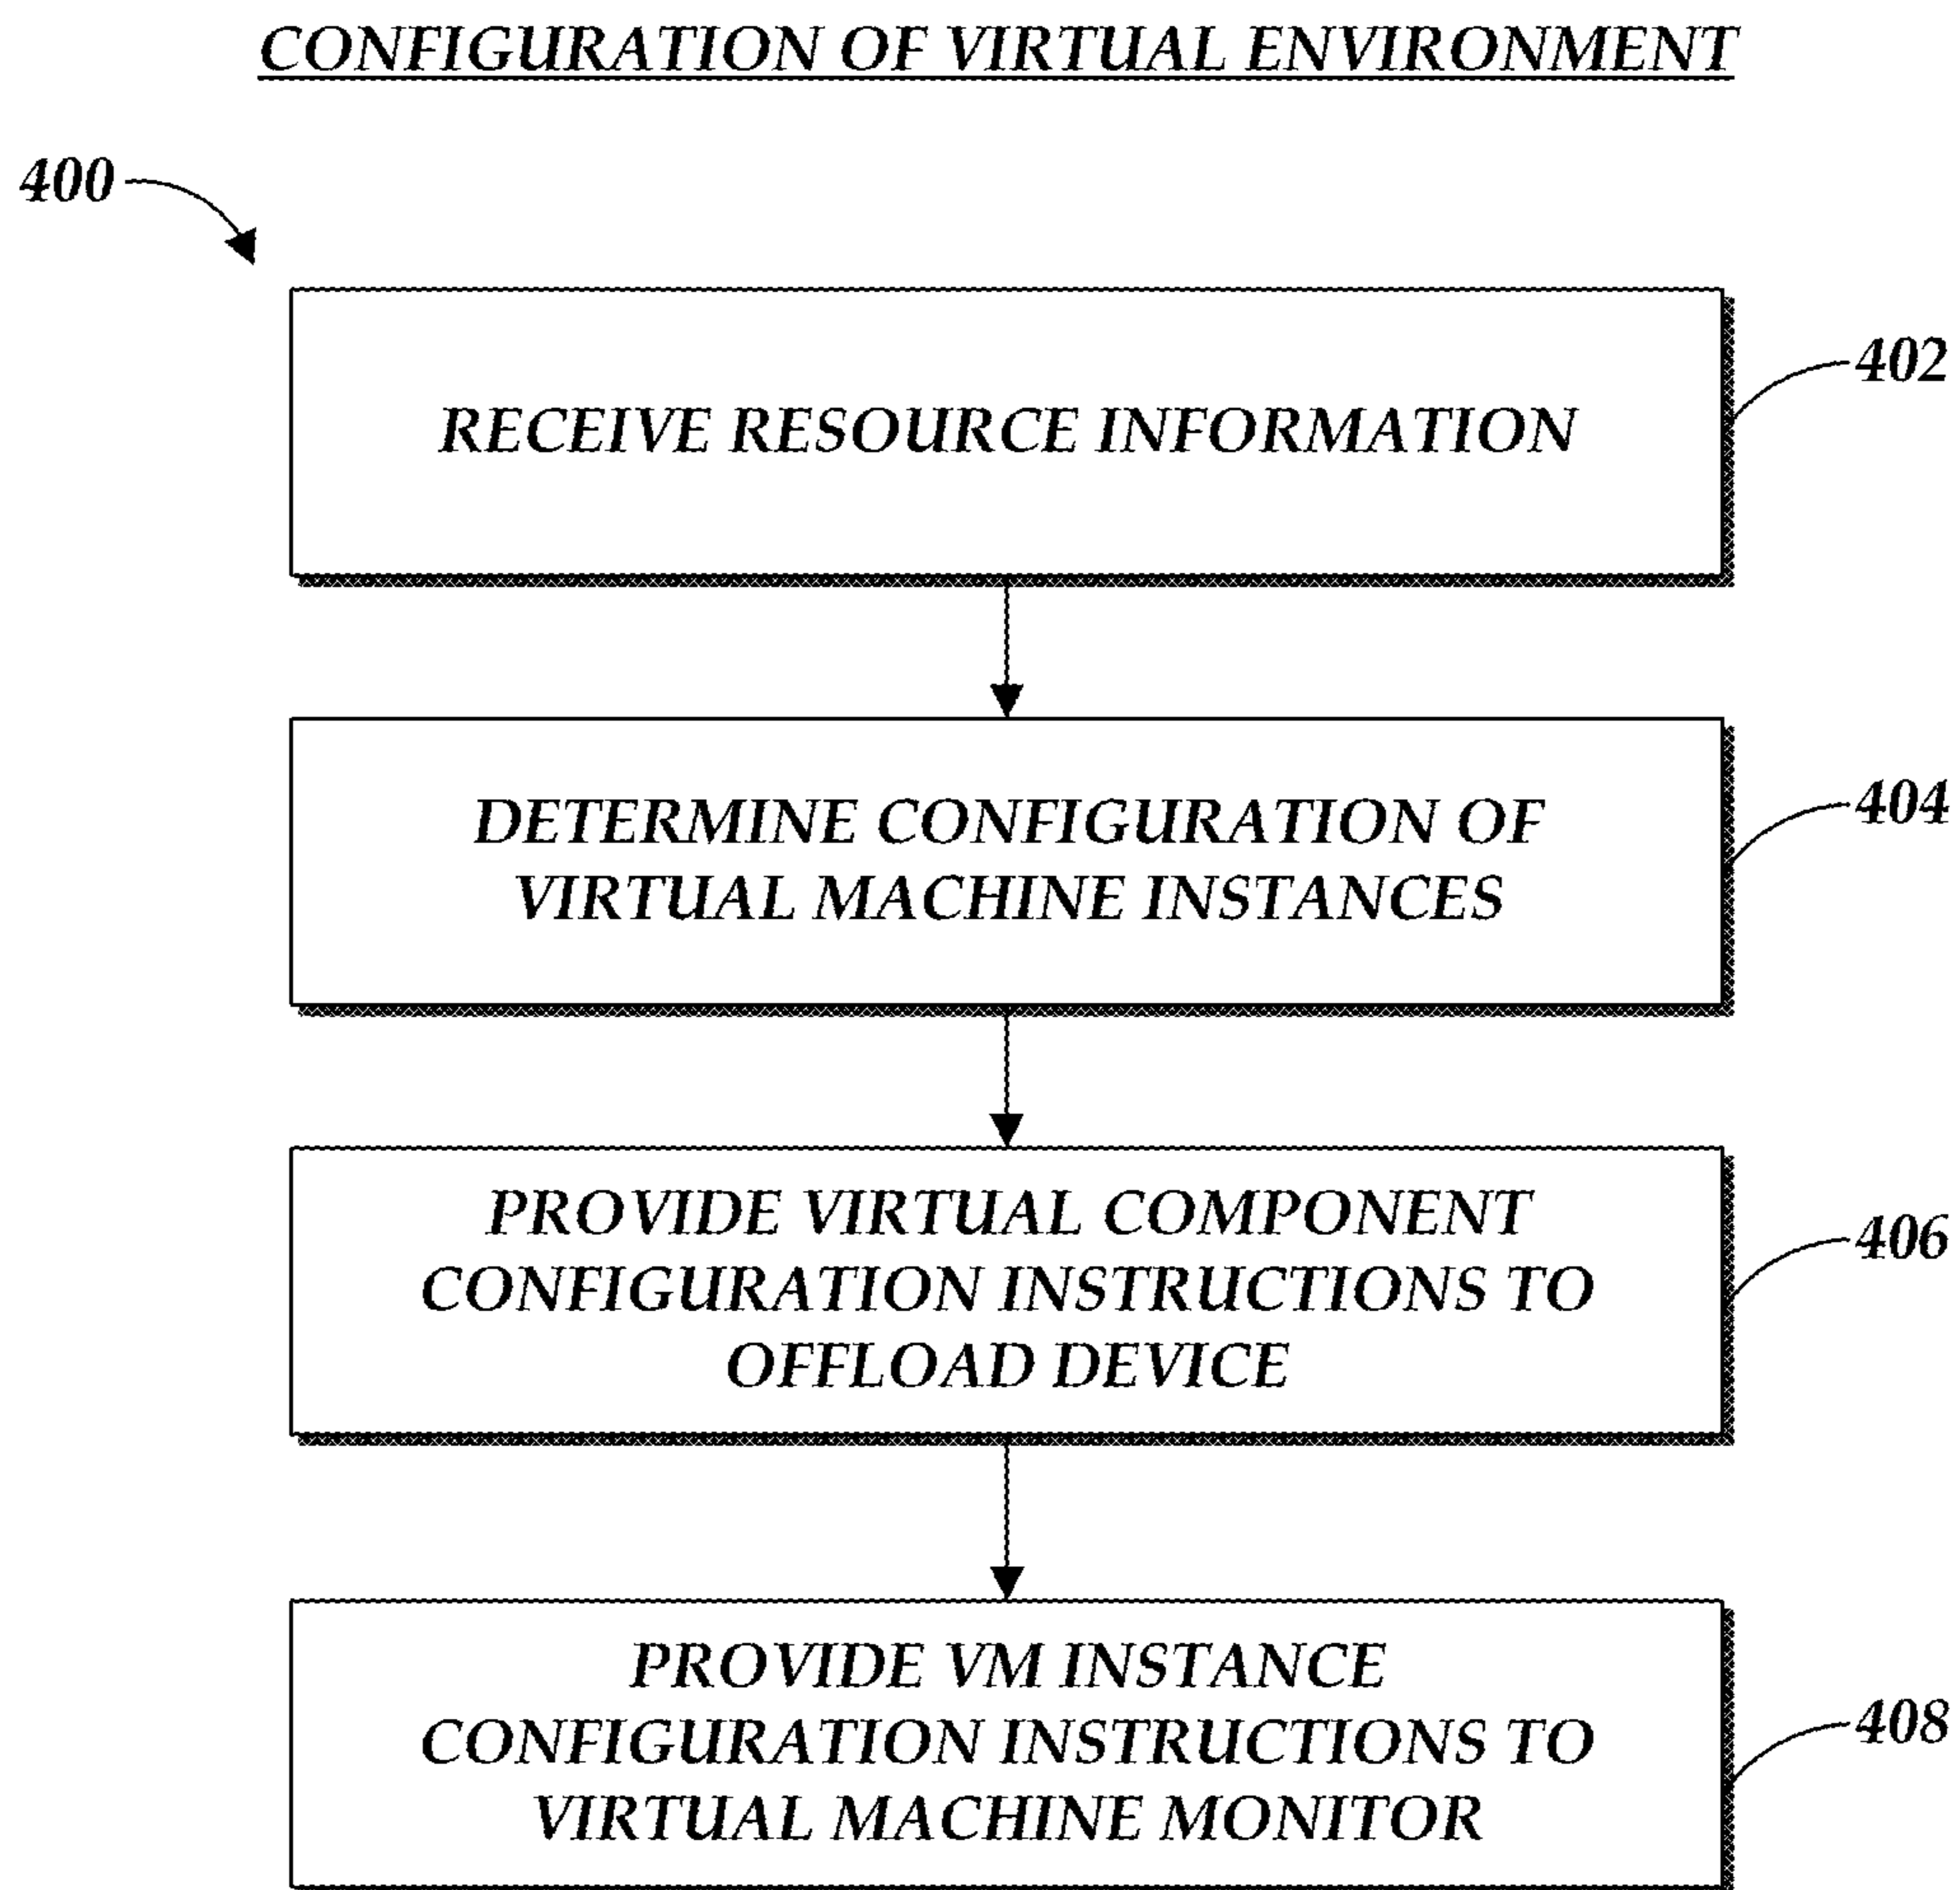 CONFIGURATION OF VIRTUAL ENVIRONMENT
400
RECEIVE RESOURCE INFORMATION
402
DETERMINE CONFIGURATION OF
VIRTUAL MACHINE INSTANCES
404
PROVIDE VIRTUAL COMPONENT
CONFIGURATION INSTRUCTIONS TO
OFFLOAD DEVICE
406
PROVIDE VM INSTANCE
CONFIGURATION INSTRUCTIONS TO
VIRTUAL MACHINE MONITOR
408